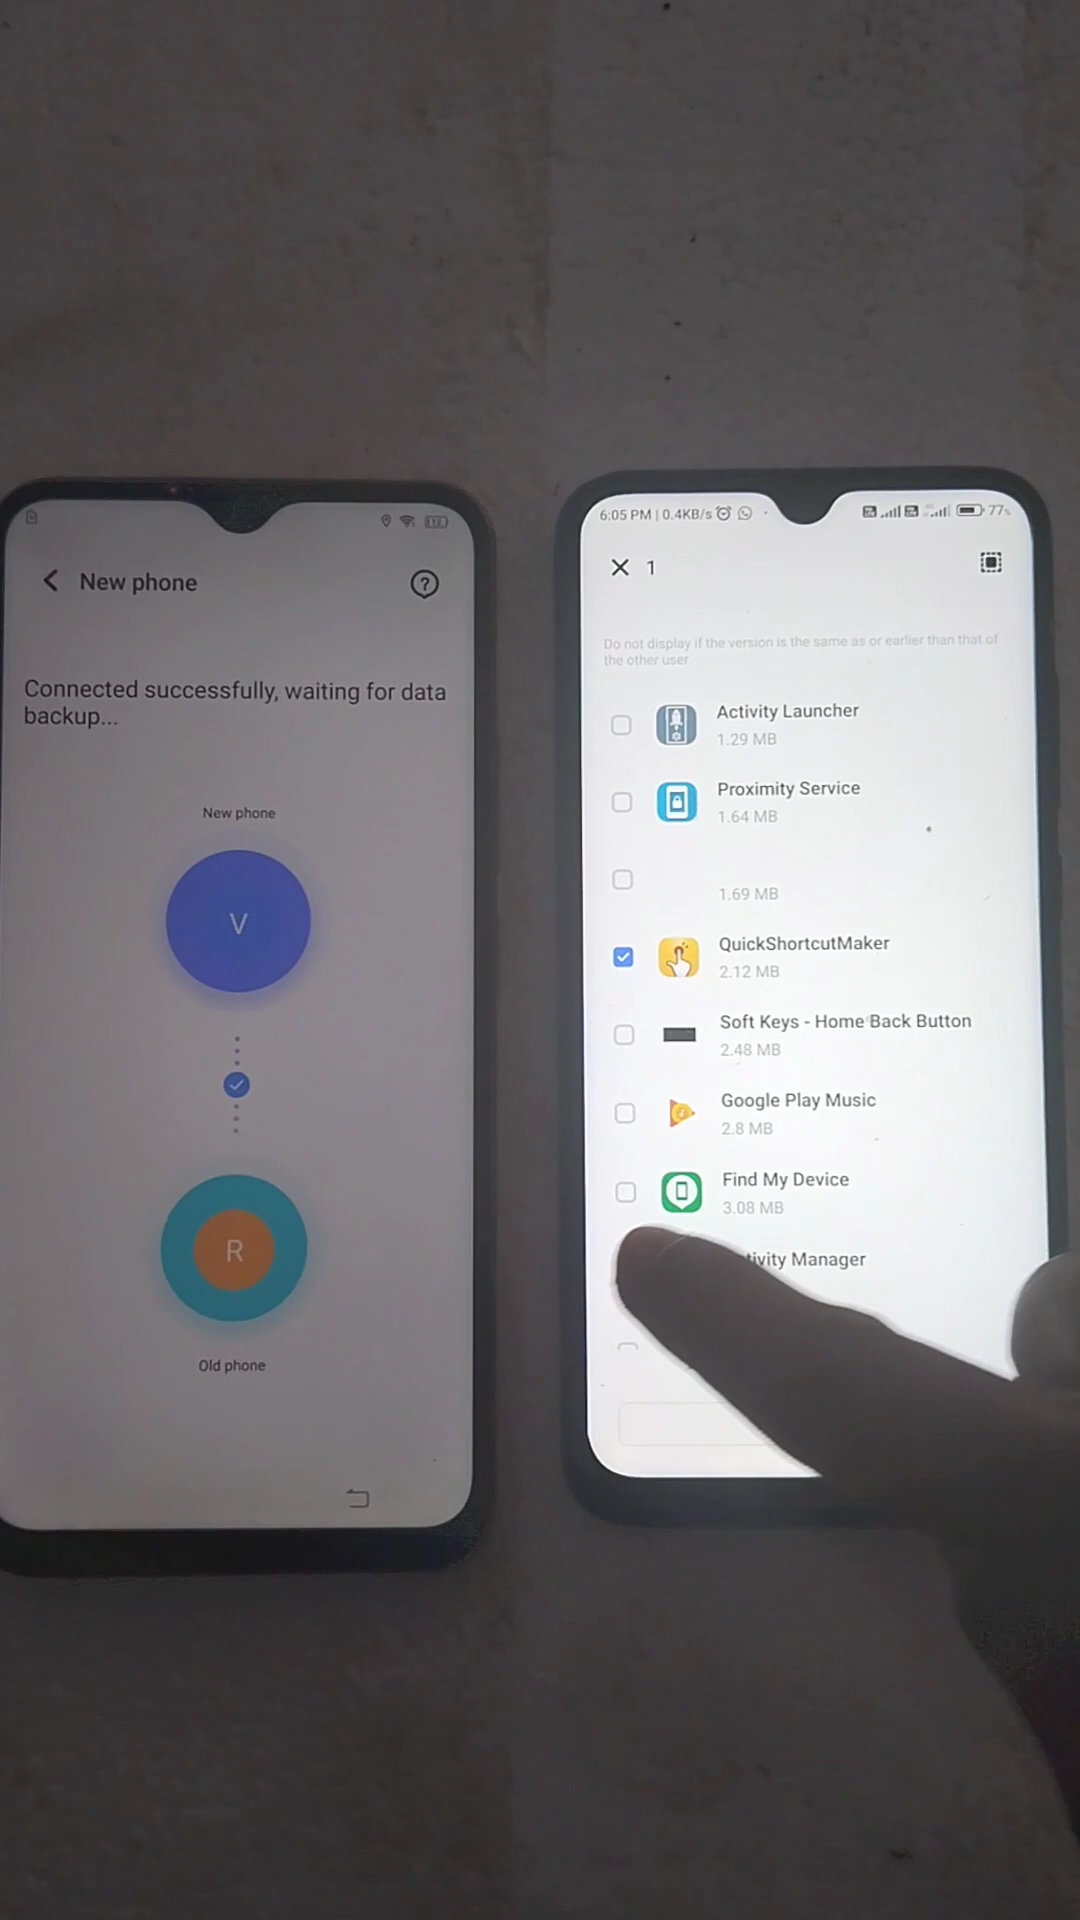 New phone
Connected successfully, waiting for data
backup...
New phone
V
R
Old phone
6:05 PM | 0.4KB/s
77%
1
Do not display if the version is the same as or earlier than that of
the other user
Activity Launcher
1.29 MB
Proximity Service
1.64 MB
1.69 MB
QuickShortcutMaker
2.12 MB
Soft Keys - Home Back Button
2.48 MB
Google Play Music
2.8 MB
Find My Device
3.08 MB
tivity Manager